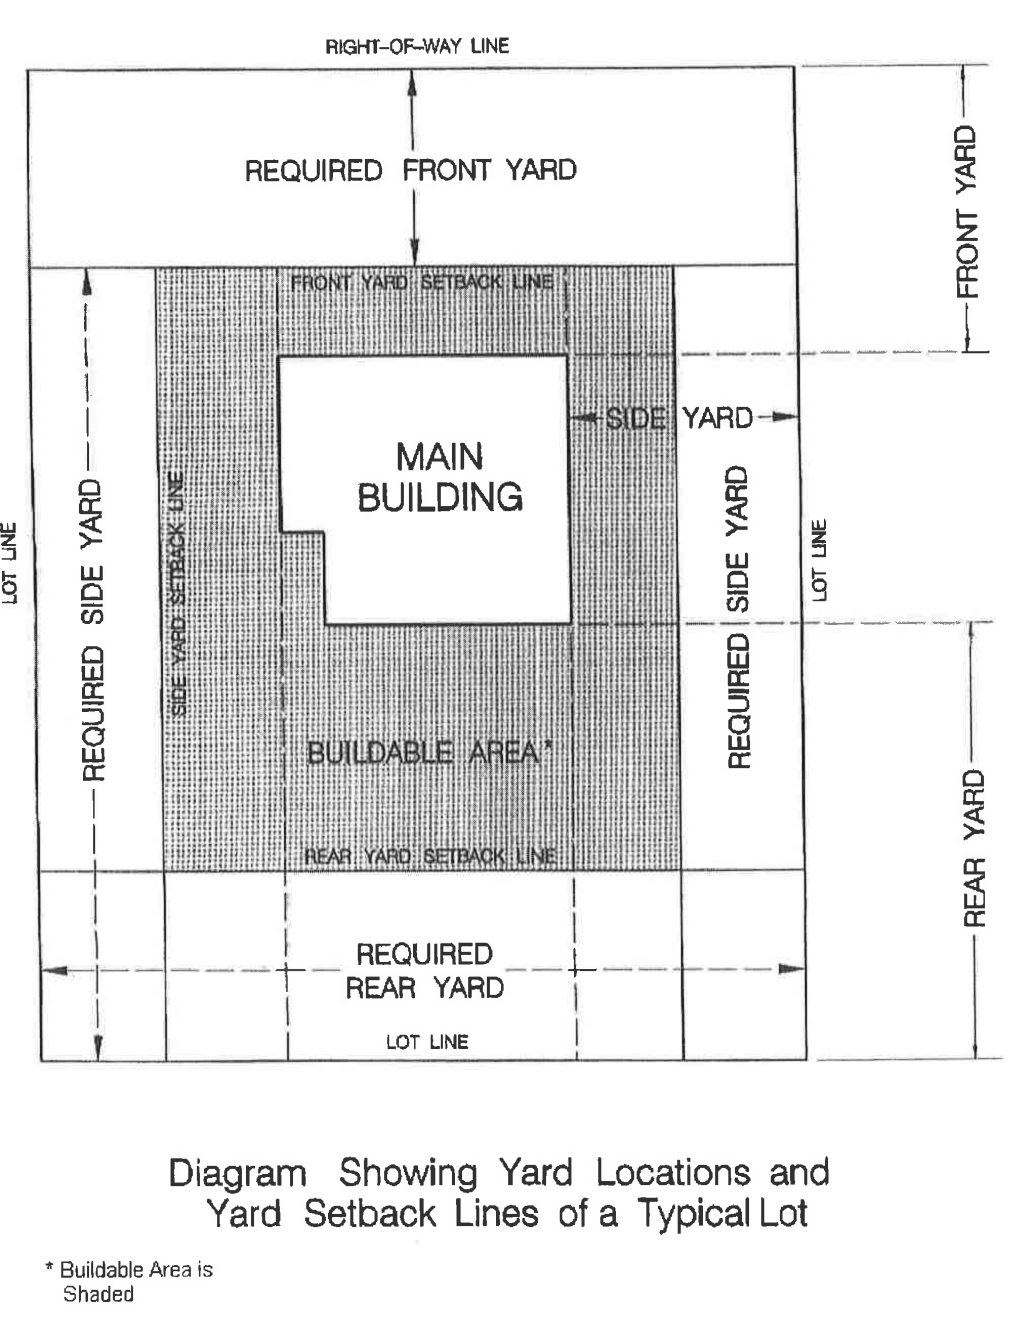 RIGHT-OF-WAY LINE
REQUIRED FRONT YARD
FRONT YARD
FRONT YARD SETBACK LINE
SIDE YARD
MAIN
BUILDING
LOT LINE
REQUIRED SIDE YARD
SIDE YARD SETBACK LINE
REQUIRED SIDE YARD
LOT LINE
BUILDABLE AREA*
REAR YARD
REAR YARD SETBACK LINE
REQUIRED
REAR YARD
LOT LINE
Diagram Showing Yard Locations and
Yard Setback Lines of a Typical Lot
* Buildable Area is
Shaded